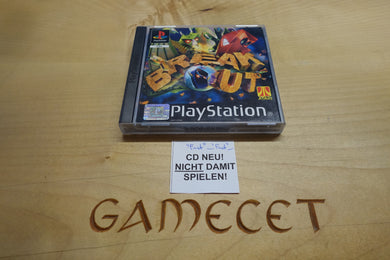 BREAK
OUT
PlayStation
CD NEU!
NICHT DAMIT
SPIELEN!
GAMECET